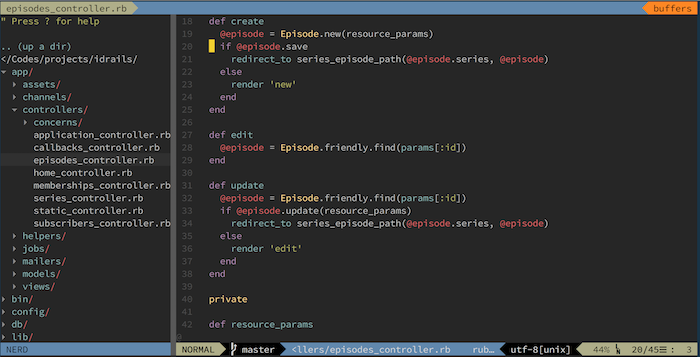 episodes_controller.rb
buffers
" Press ? for help
.. (up a dir)
</Codes/projects/idrails/
▾ app/
▸ assets/
▸ channels/
▾ controllers/
▸ concerns/
application_controller.rb
callbacks_controller.rb
episodes_controller.rb
home_controller.rb
memberships_controller.rb
series_controller.rb
static_controller.rb
subscribers_controller.rb
▸ helpers/
▸ jobs/
▸ mailers/
▸ models/
▸ views/
▸ bin/
▸ config/
▸ db/
▸ lib/
NERD
18 def create
19 @episode = Episode.new(resource_params)
20 if @episode.save
21 redirect_to series_episode_path(@episode.series, @episode)
22 else
23 render 'new'
24 end
25 end
26
27 def edit
28 @episode = Episode.friendly.find(params[:id])
29 end
30
31 def update
32 @episode = Episode.friendly.find(params[:id])
33 if @episode.update(resource_params)
34 redirect_to series_episode_path(@episode.series, @episode)
35 else
36 render 'edit'
37 end
38 end
39
40 private
41
42 def resource_params
NORMAL master <llers/episodes_controller.rb rub… utf-8[unix] 44% 20/45☰ : 3